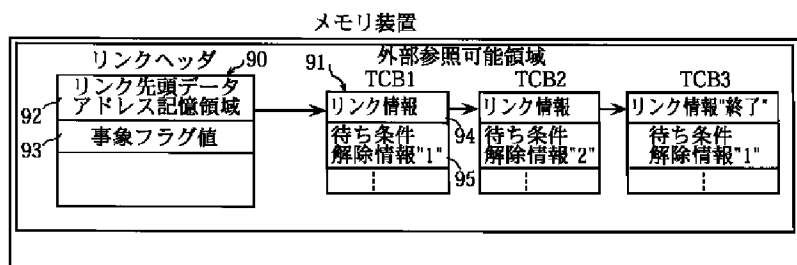 メモリ装置
外部参照可能領域
リンクヘッダ 90
リンク先頭データ
アドレス記憶領域
92
事象フラグ値
93
91 TCB1
リンク情報
94
待ち条件
解除情報"1"
95
TCB2
リンク情報
待ち条件
解除情報"2"
TCB3
リンク情報"終了"
待ち条件
解除情報"1"